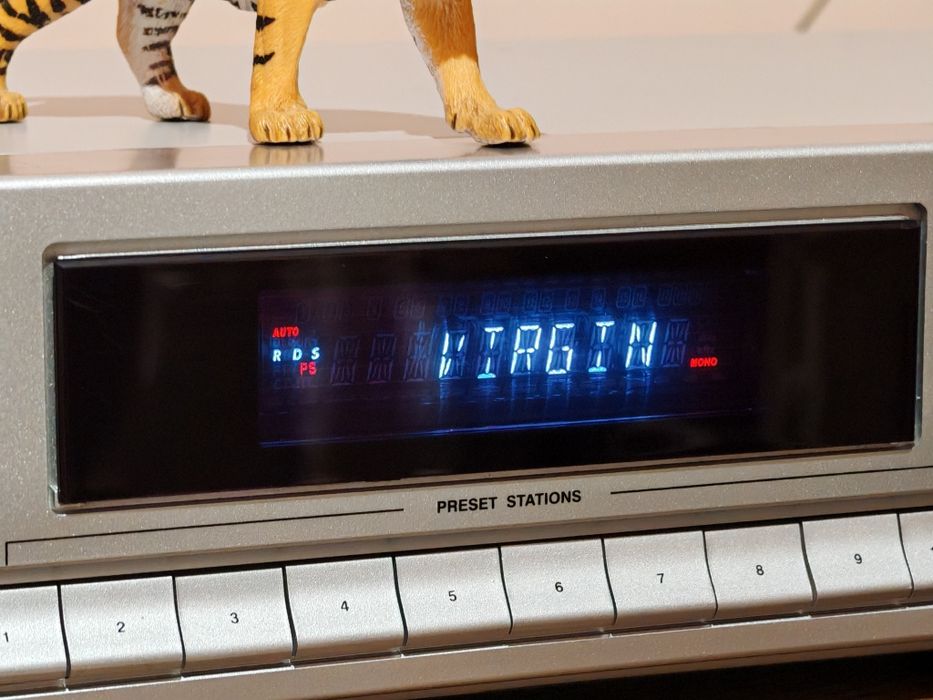 AUTO
RDS
PS
VIRGIN
MONO
PRESET STATIONS
1 2 3 4 5 6 7 8 9